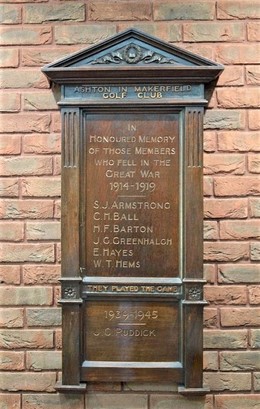 ASHTON IN MAKERFIELD
GOLF CLUB
IN
HONOURED MEMORY
OF THOSE MEMBERS
WHO FELL IN THE
GREAT WAR
1914-1919
S. J. ARMSTRONG
C. H. BALL
H. F. BARTON
J. C. GREENHALGH
E. HAYES
W. T. HEMS
THEY PLAYED THE GAME
1939-1945
J. C. RUDDICK